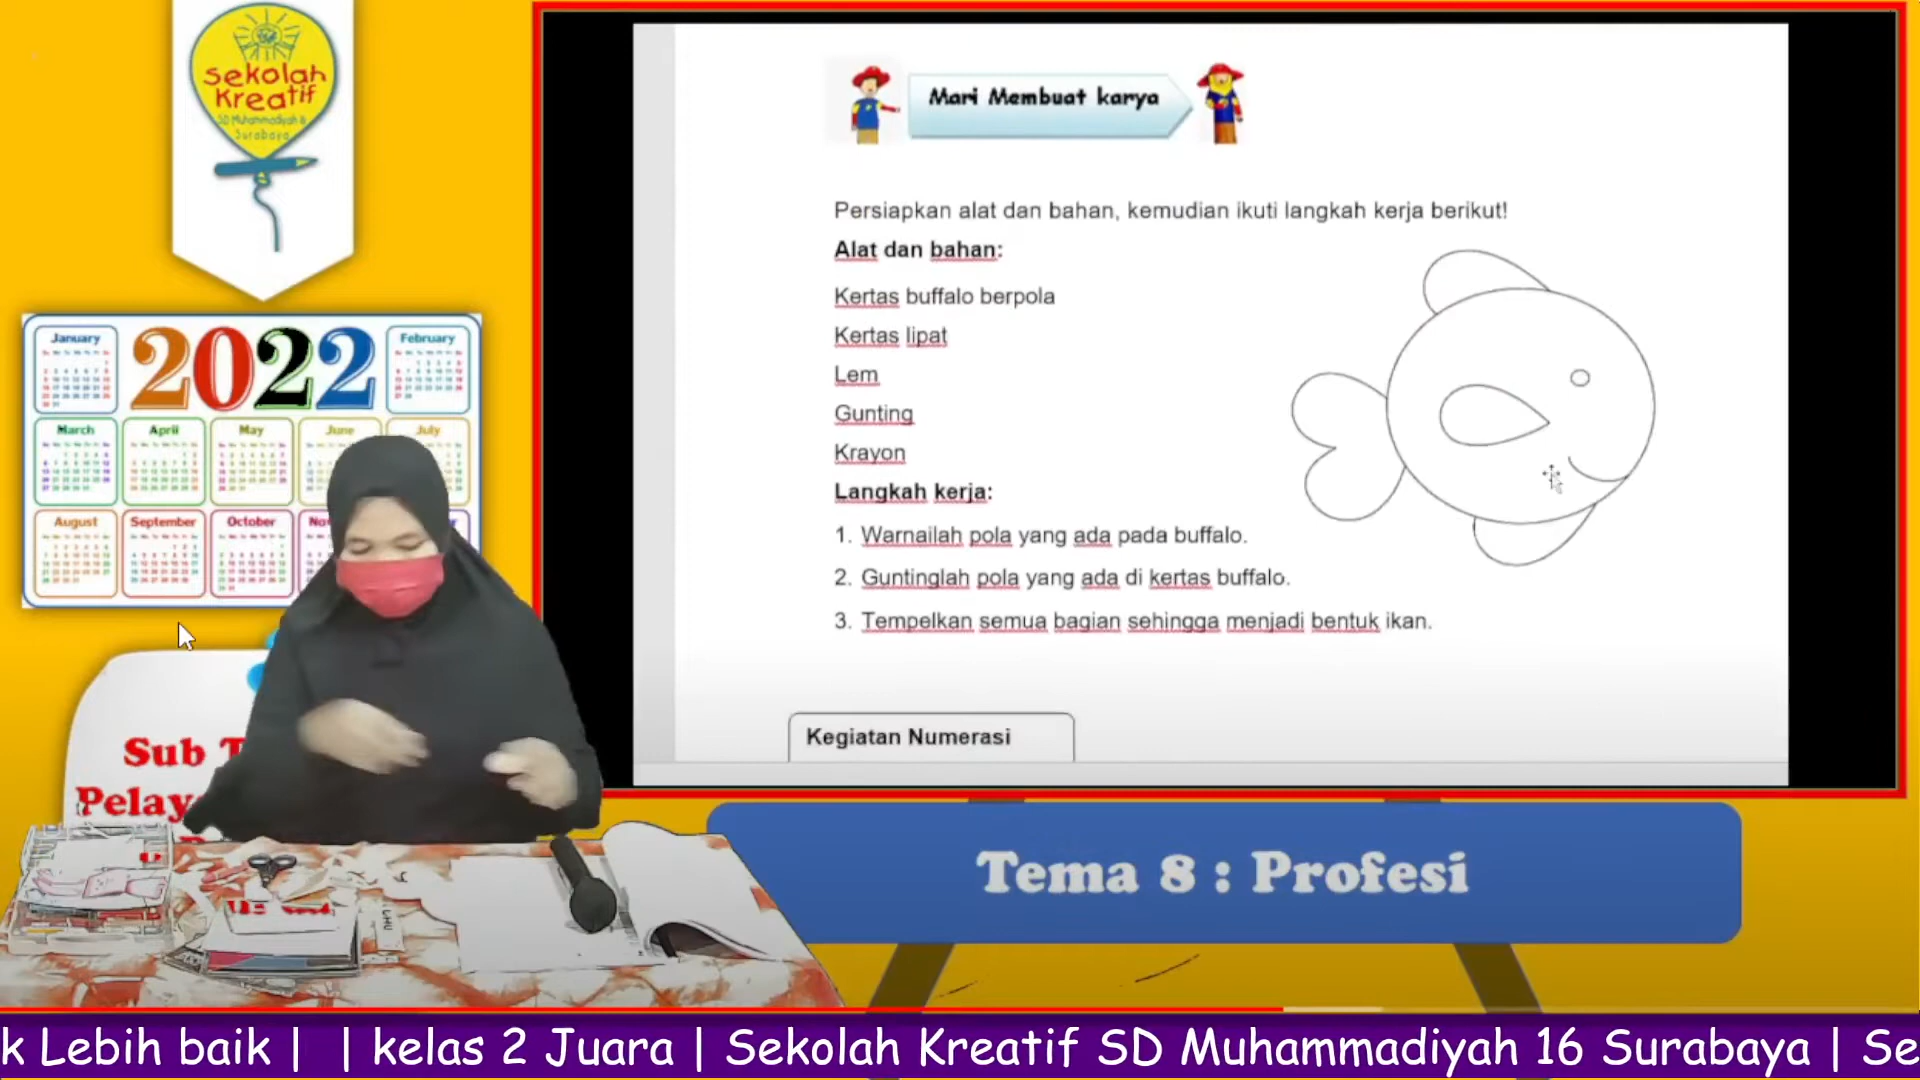 Sekolah
Kreatif
SD Muhammadiyah 16
Surabaya
2022
January
February
March
April
May
June
July
August
September
October
Sub
Mari Membuat karya
Persiapkan alat dan bahan, kemudian ikuti langkah kerja berikut!
Alat dan bahan:
Kertas buffalo berpola
Kertas lipat
Lem
Gunting
Krayon
Langkah kerja:
1. Warnailah pola yang ada pada buffalo.
2. Guntinglah pola yang ada di kertas buffalo.
3. Tempelkan semua bagian sehingga menjadi bentuk ikan.
Kegiatan Numerasi
Tema 8 : Profesi
k Lebih baik | | kelas 2 Juara | Sekolah Kreatif SD Muhammadiyah 16 Surabaya | Se